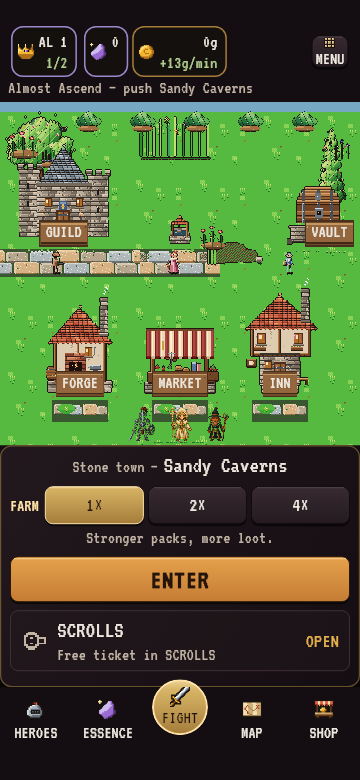 AL 1
1/2
0
0g
+13g/min
MENU
Almost Ascend – push Sandy Caverns
GUILD
VAULT
FORGE
MARKET
INN
Stone town – Sandy Caverns
FARM
1X
2X
4X
Stronger packs, more loot.
ENTER
SCROLLS
Free ticket in SCROLLS
OPEN
HEROES
ESSENCE
FIGHT
MAP
SHOP